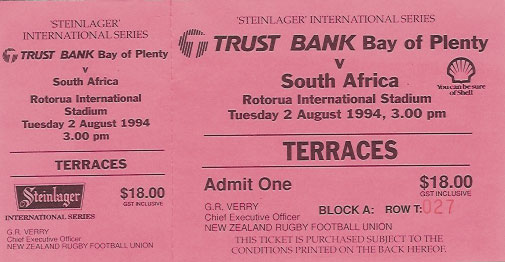 'STEINLAGER'
INTERNATIONAL SERIES
TRUST BANK Bay of Plenty
v
South Africa
Rotorua International
Stadium
Tuesday 2 August 1994
3.00 pm
TERRACES
Steinlager
INTERNATIONAL SERIES
$18.00
GST INCLUSIVE
G.R. VERRY
Chief Executive Officer
NEW ZEALAND RUGBY FOOTBALL UNION
'STEINLAGER' INTERNATIONAL SERIES
TRUST BANK Bay of Plenty
v
South Africa
You can be sure
of Shell
Rotorua International Stadium
Tuesday 2 August 1994, 3.00 pm
TERRACES
Admit One
$18.00
GST INCLUSIVE
G.R. VERRY
Chief Executive Officer
BLOCK A: ROW T: 027
NEW ZEALAND RUGBY FOOTBALL UNION
THIS TICKET IS PURCHASED SUBJECT TO THE
CONDITIONS PRINTED ON THE BACK HEREOF.